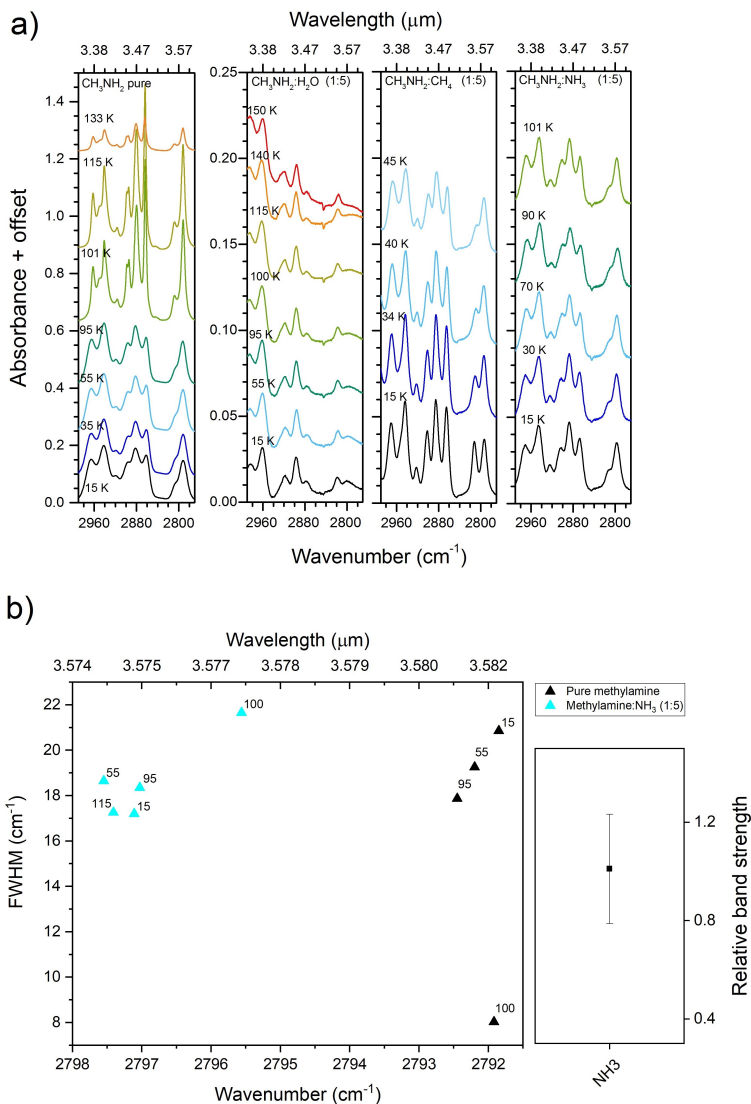 a)
Wavelength (μm)
3.38 3.47 3.57 3.38 3.47 3.57 3.38 3.47 3.57 3.38 3.47 3.57
CH3NH2 pure
CH3NH2:H2O (1:5)
CH3NH2:CH4 (1:5)
CH3NH2:NH3 (1:5)
Absorbance + offset
1.4
1.2
1.0
0.8
0.6
0.4
0.2
0.0
133 K
115 K
101 K
95 K
55 K
35 K
15 K
0.25
0.20
0.15
0.10
0.05
0.00
150 K
140 K
115 K
100 K
95 K
55 K
15 K
45 K
40 K
34 K
15 K
101 K
90 K
70 K
30 K
15 K
2960 2880 2800 2960 2880 2800 2960 2880 2800 2960 2880 2800
Wavenumber (cm-1)
b)
Wavelength (μm)
3.574 3.575 3.577 3.578 3.579 3.580 3.582
FWHM (cm-1)
22
20
18
16
14
12
10
8
100
55
95
115
15
15
55
95
100
2798 2797 2796 2795 2794 2793 2792
Wavenumber (cm-1)
Pure methylamine
Methylamine:NH3 (1:5)
1.2
0.8
0.4
Relative band strength
NH3